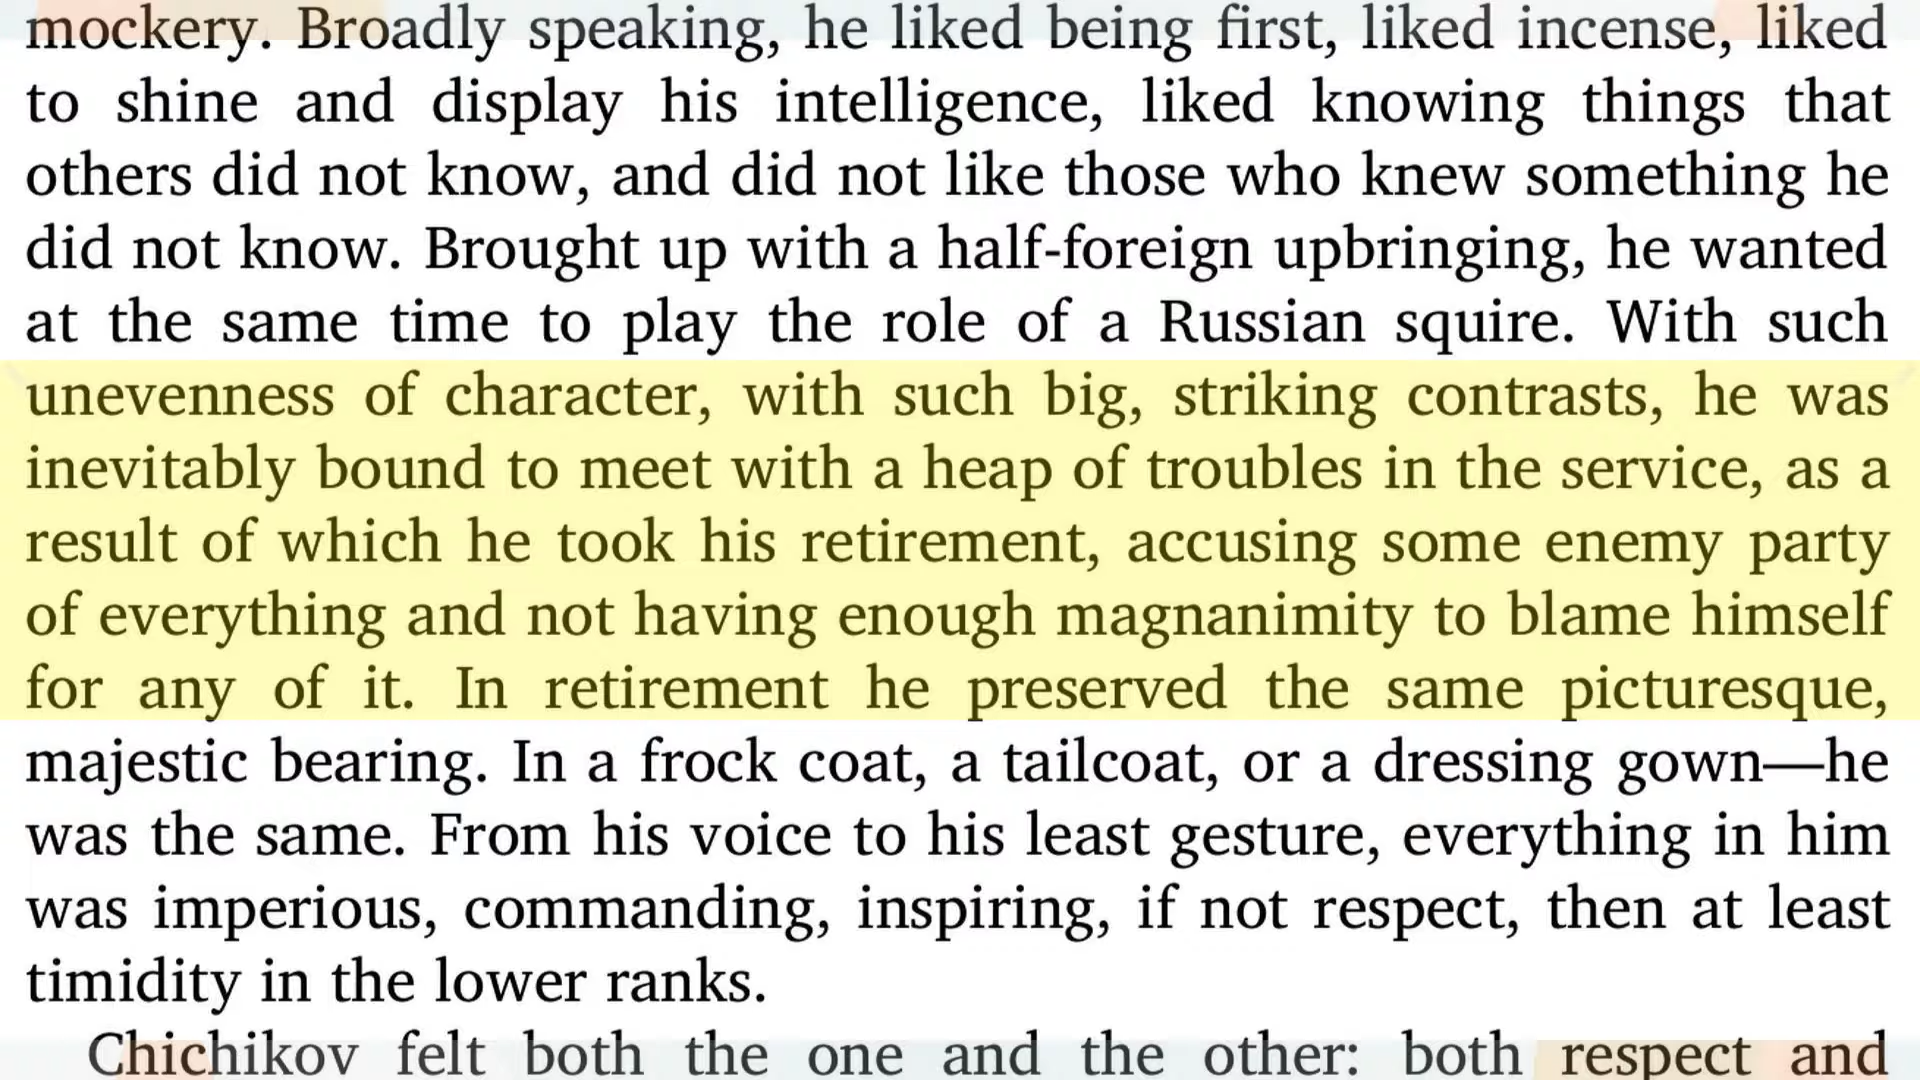 mockery. Broadly speaking, he liked being first, liked incense, liked
to shine and display his intelligence, liked knowing things that
others did not know, and did not like those who knew something he
did not know. Brought up with a half-foreign upbringing, he wanted
at the same time to play the role of a Russian squire. With such
unevenness of character, with such big, striking contrasts, he was
inevitably bound to meet with a heap of troubles in the service, as a
result of which he took his retirement, accusing some enemy party
of everything and not having enough magnanimity to blame himself
for any of it. In retirement he preserved the same picturesque,
majestic bearing. In a frock coat, a tailcoat, or a dressing gown—he
was the same. From his voice to his least gesture, everything in him
was imperious, commanding, inspiring, if not respect, then at least
timidity in the lower ranks.
Chichikov felt both the one and the other: both respect and